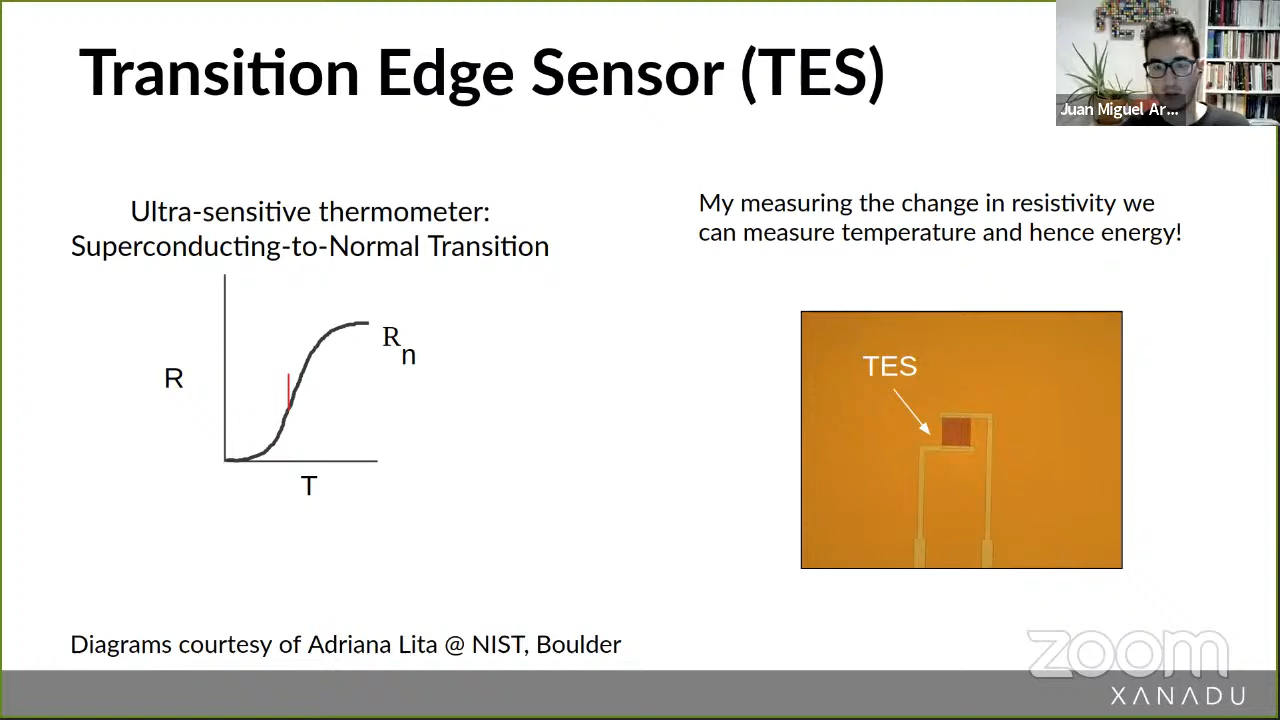 Transition Edge Sensor (TES)
Juan Miguel Ar...
Ultra-sensitive thermometer:
Superconducting-to-Normal Transition
My measuring the change in resistivity we
can measure temperature and hence energy!
R
n
R
T
TES
Diagrams courtesy of Adriana Lita @ NIST, Boulder
zoom
XANADU